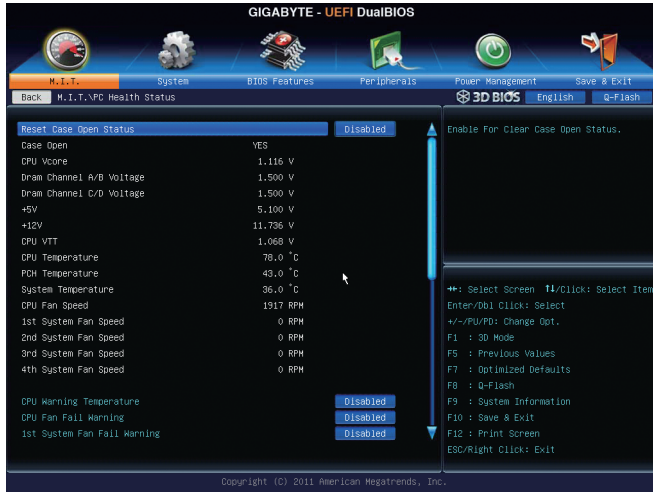 GIGABYTE - UEFI DualBIOS
M.I.T. System BIOS Features Peripherals Power Management Save & Exit
Back M.I.T.\PC Health Status 3D BIOS English Q-Flash
Reset Case Open Status Disabled Enable For Clear Case Open Status.
Case Open YES
CPU Vcore 1.116 V
Dram Channel A/B Voltage 1.500 V
Dram Channel C/D Voltage 1.500 V
+5V 5.100 V
+12V 11.736 V
CPU VTT 1.068 V
CPU Temperature 78.0 °C
PCH Temperature 43.0 °C
System Temperature 36.0 °C
CPU Fan Speed 1917 RPM
1st System Fan Speed 0 RPM
2nd System Fan Speed 0 RPM
3rd System Fan Speed 0 RPM
4th System Fan Speed 0 RPM
CPU Warning Temperature Disabled
CPU Fan Fail Warning Disabled
1st System Fan Fail Warning Disabled
→←: Select Screen ↑↓/Click: Select Item
Enter/Dbl Click: Select
+/-/PU/PD: Change Opt.
F1 : 3D Mode
F5 : Previous Values
F7 : Optimized Defaults
F8 : Q-Flash
F9 : System Information
F10 : Save & Exit
F12 : Print Screen
ESC/Right Click: Exit
Copyright (C) 2011 American Megatrends, Inc.